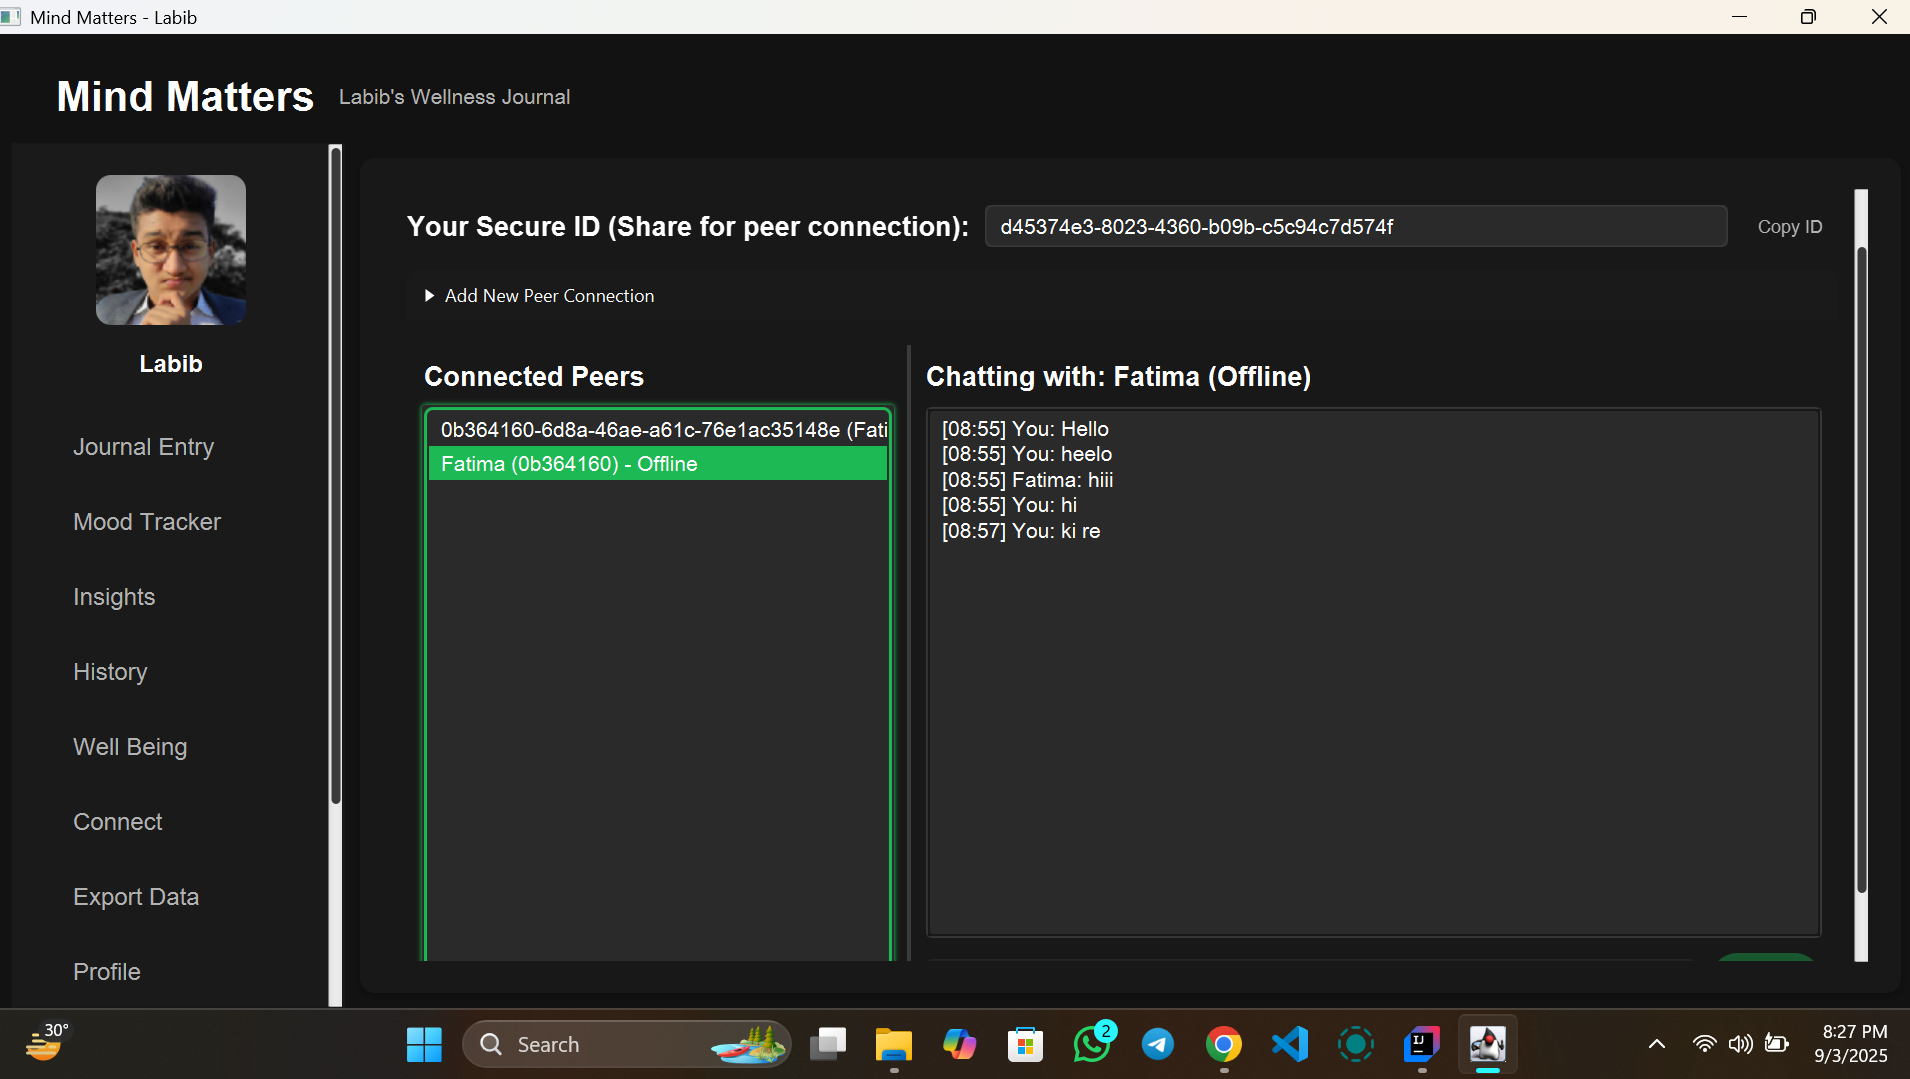 Mind Matters - Labib
Mind Matters Labib's Wellness Journal
Labib
Journal Entry
Mood Tracker
Insights
History
Well Being
Connect
Export Data
Profile
Your Secure ID (Share for peer connection): d45374e3-8023-4360-b09b-c5c94c7d574f Copy ID
Add New Peer Connection
Connected Peers
0b364160-6d8a-46ae-a61c-76e1ac35148e (Fati
Fatima (0b364160) - Offline
Chatting with: Fatima (Offline)
[08:55] You: Hello
[08:55] You: heelo
[08:55] Fatima: hiii
[08:55] You: hi
[08:57] You: ki re
30°
Search
2
IJ
8:27 PM
9/3/2025